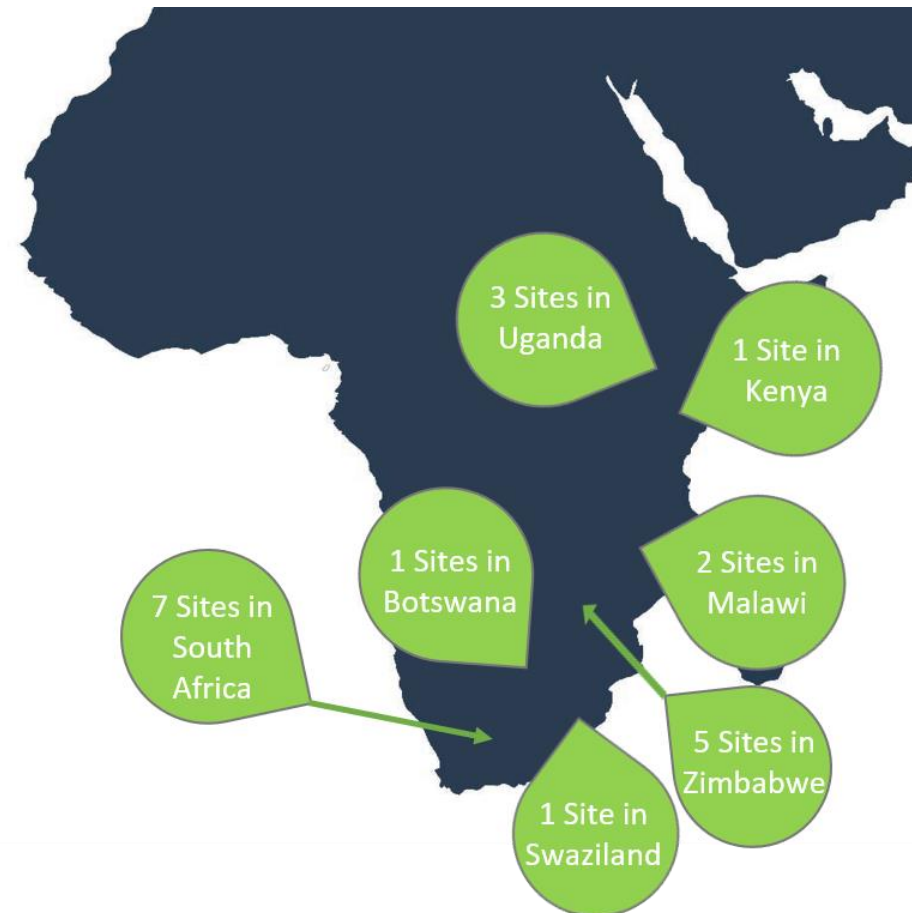 3 Sites in
Uganda
1 Site in
Kenya
1 Sites in
Botswana
2 Sites in
Malawi
7 Sites in
South
Africa
5 Sites in
Zimbabwe
1 Site in
Swaziland